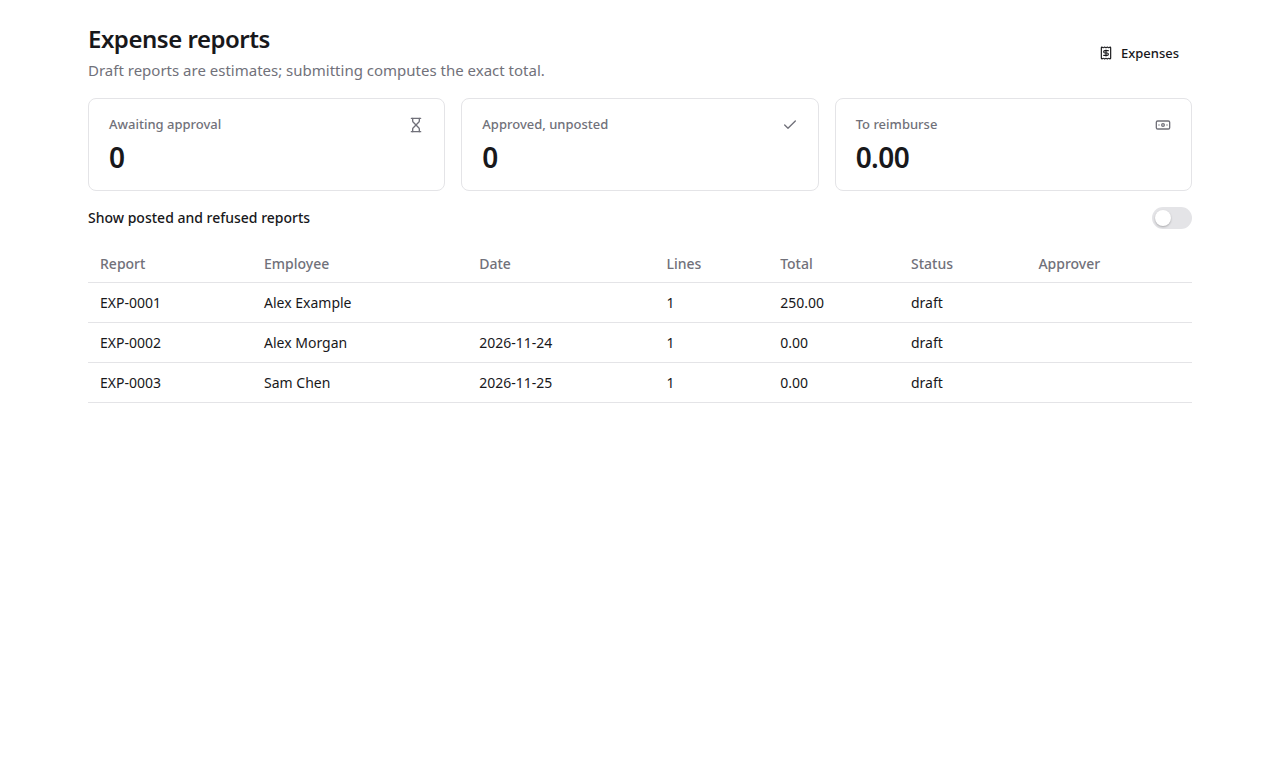 Expense reports
Draft reports are estimates; submitting computes the exact total.
Expenses
Awaiting approval
0
Approved, unposted
0
To reimburse
0.00
Show posted and refused reports
Report Employee Date Lines Total Status Approver
EXP-0001 Alex Example 1 250.00 draft
EXP-0002 Alex Morgan 2026-11-24 1 0.00 draft
EXP-0003 Sam Chen 2026-11-25 1 0.00 draft